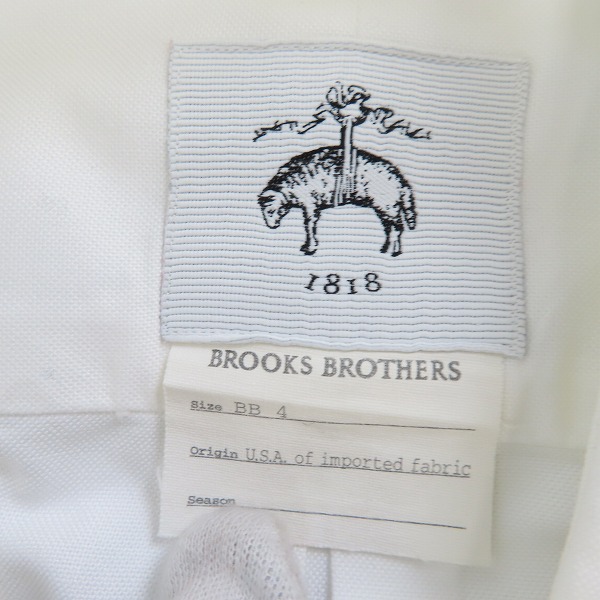 1818
BROOKS BROTHERS
Size BB 4
Origin U.S.A. of imported fabric
Season